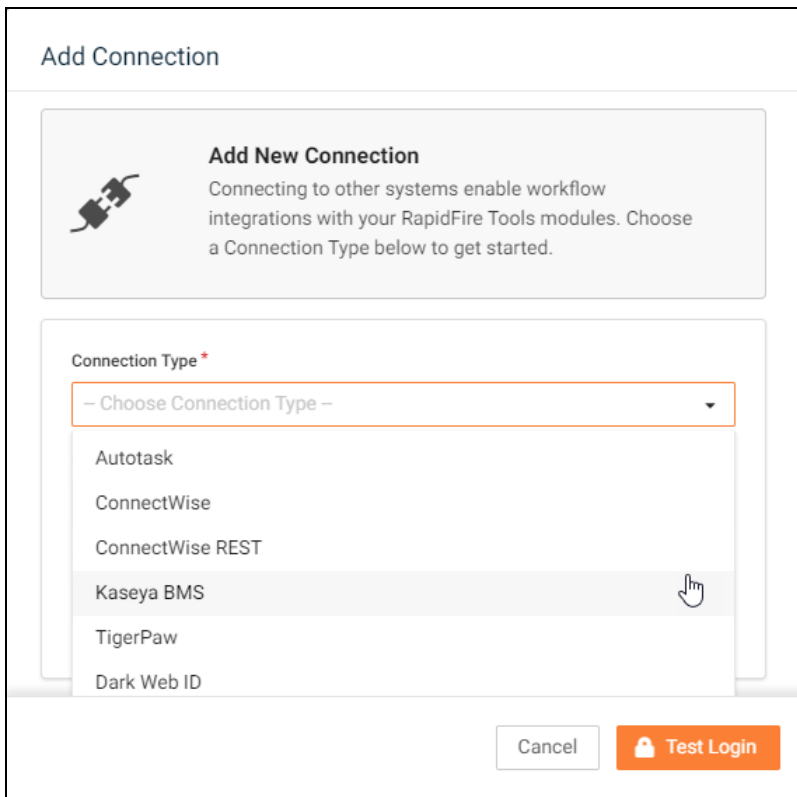 Add Connection
Add New Connection
Connecting to other systems enable workflow
integrations with your RapidFire Tools modules. Choose
a Connection Type below to get started.
Connection Type *
-- Choose Connection Type --
Autotask
ConnectWise
ConnectWise REST
Kaseya BMS
TigerPaw
Dark Web ID
Cancel
Test Login